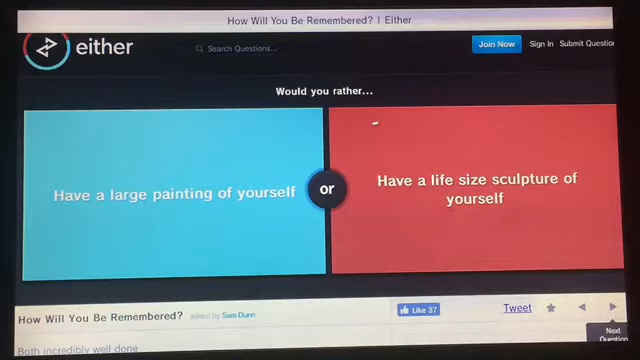 How Will You Be Remembered? | Either
either
Search Questions...
Join Now
Sign In
Submit Question
Would you rather...
Have a large painting of yourself
or
Have a life size sculpture of
yourself
How Will You Be Remembered?
added by Sam Dunn
Like 37
Tweet
Next
Question
Both incredibly well done